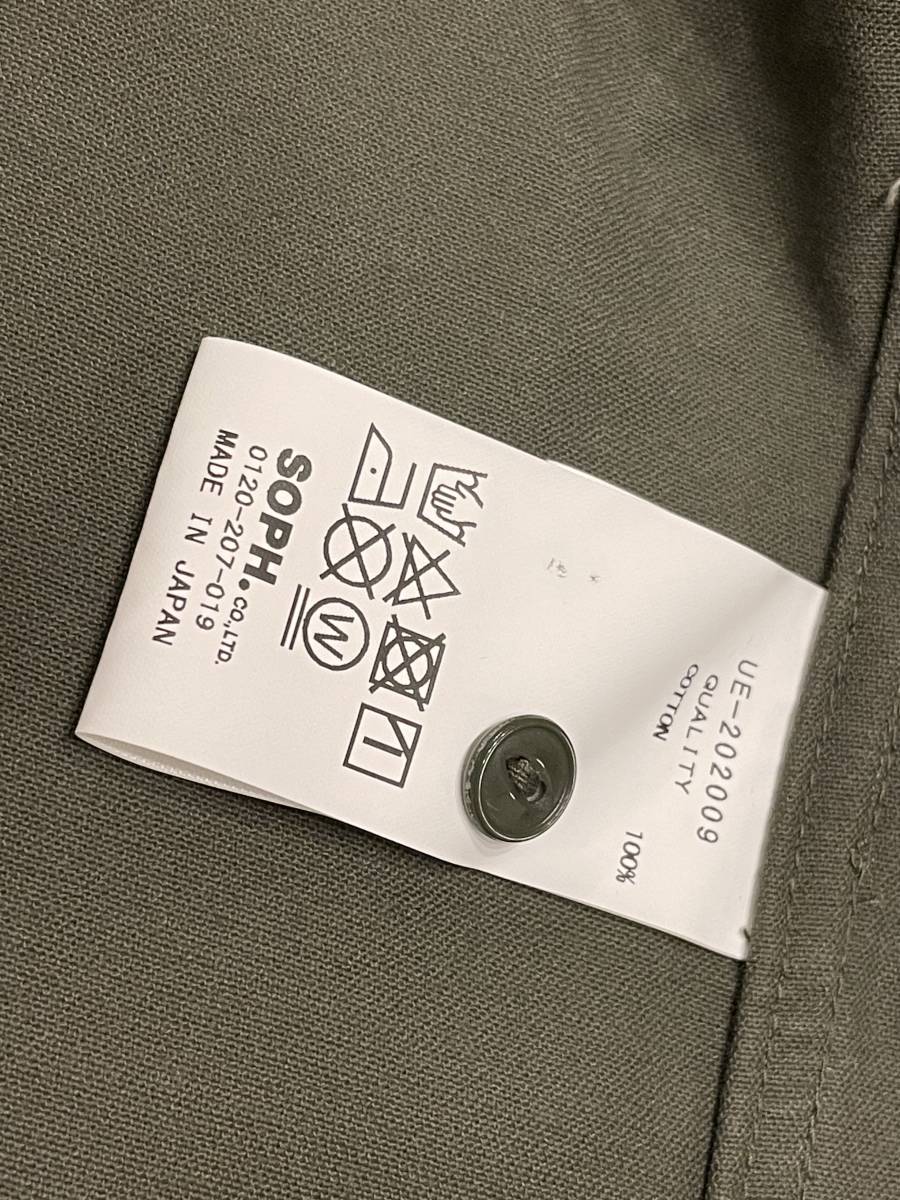 UE-202009
QUALITY
COTTON 100%
W
SOPH. CO.,LTD.
0120-207-019
MADE IN JAPAN